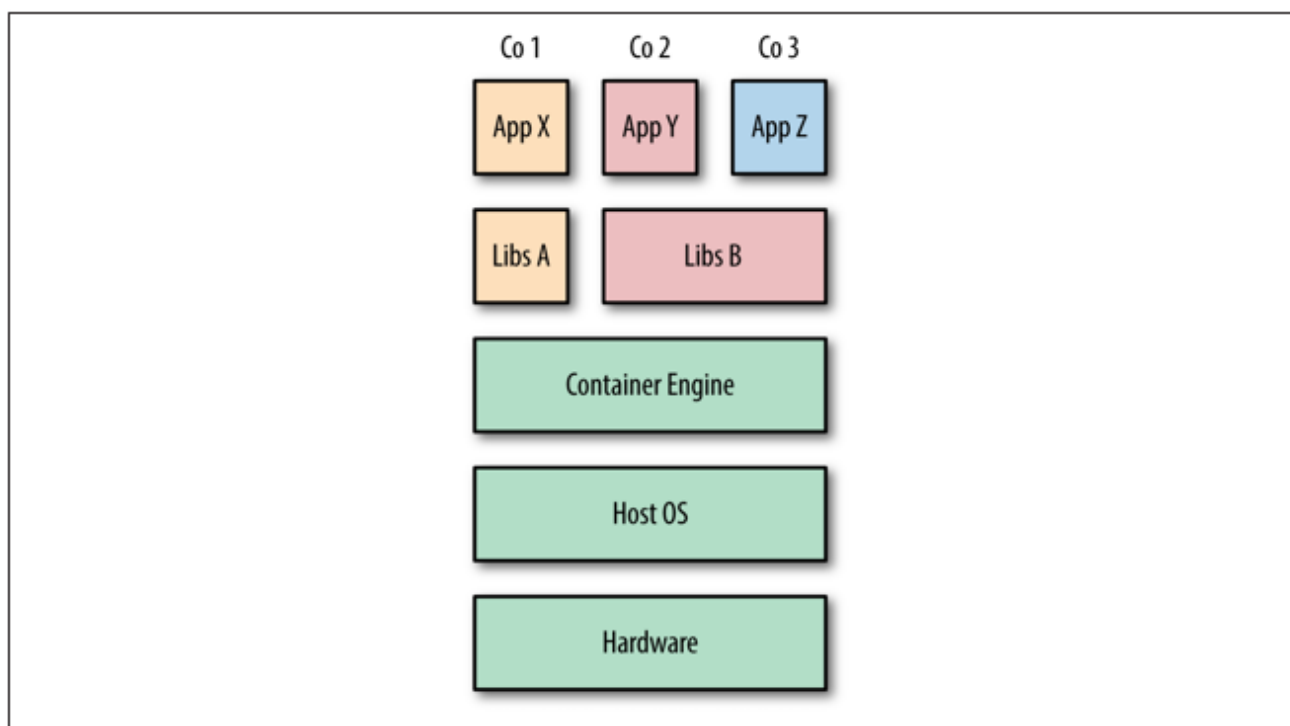 Co 1 Co 2 Co 3
App X App Y App Z
Libs A Libs B
Container Engine
Host OS
Hardware